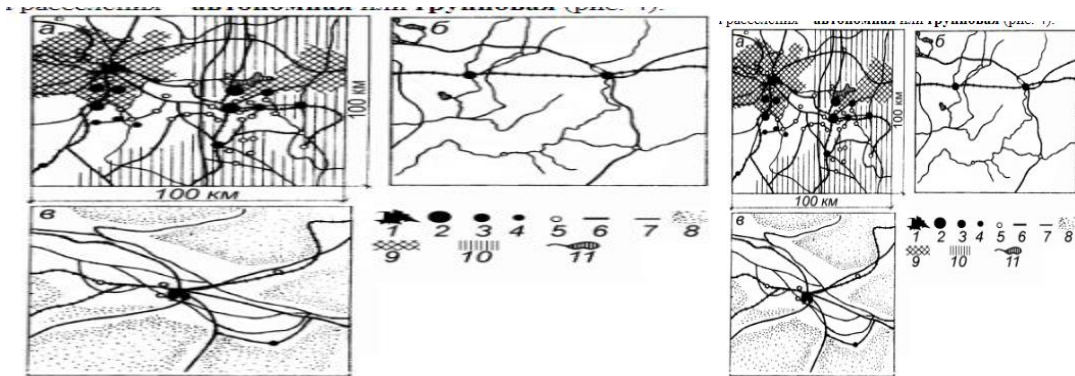 расселения – автономная или групповая (рис. 4).
а
б
100 км
100 км
в
1 2 3 4 5 6 7 8
9 10 11
расселения – автономная или групповая (рис. 4).
а
б
100 км
100 км
в
1 2 3 4 5 6 7 8
9 10 11